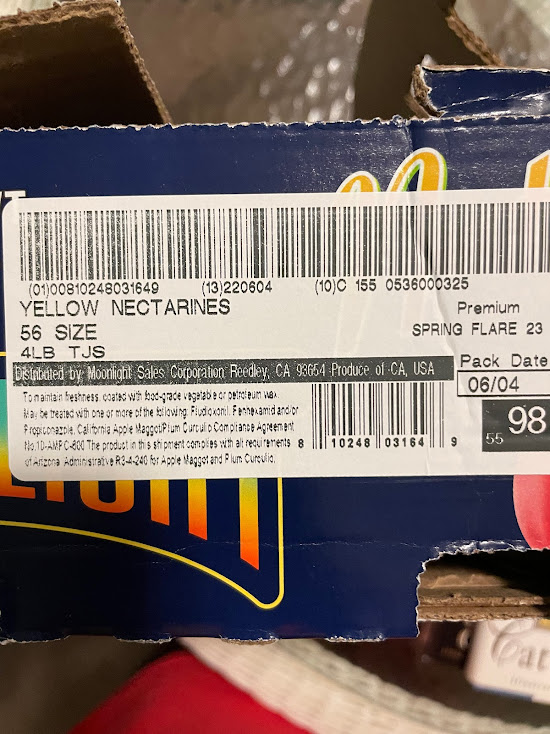 (01)00810248031649 (13)220604 (10)C 155 0536000325
YELLOW NECTARINES
Premium
56 SIZE
SPRING FLARE 23
4LB TJS
Distributed by Moonlight Sales Corporation Reedley, CA 93654 Produce of CA, USA
Pack Date
06/04
To maintain freshness, coated with food-grade vegetable or petroleum wax.
May be treated with one or more of the following. Fludioxonil. Fennexamid and/or
Propiconazole. California Apple Maggot/Plum Curculio Compliance Agreement
No.10-AMPC-800 The product in this shipment complies with all requirements
of Arizona Administrative R3-4-240 for Apple Maggot and Plum Curculio.
8 10248 03164 9
55 98